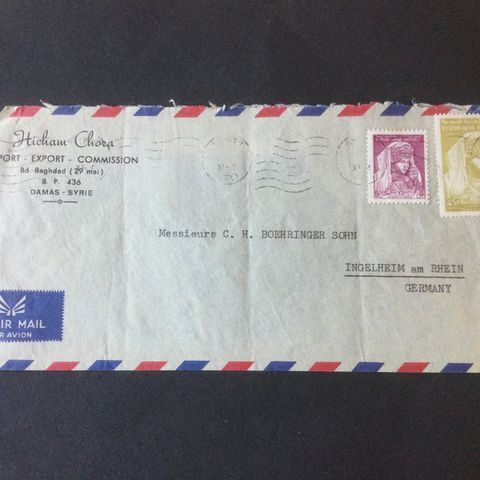 Hicham Chora
PORT - EXPORT - COMMISSION
Bd. Baghdad (29 mai)
B. P. 436
DAMAS - SYRIE
Messieurs C. H. BOEHRINGER SOHN
INGELHEIM am RHEIN
GERMANY
IR MAIL
AR AVION